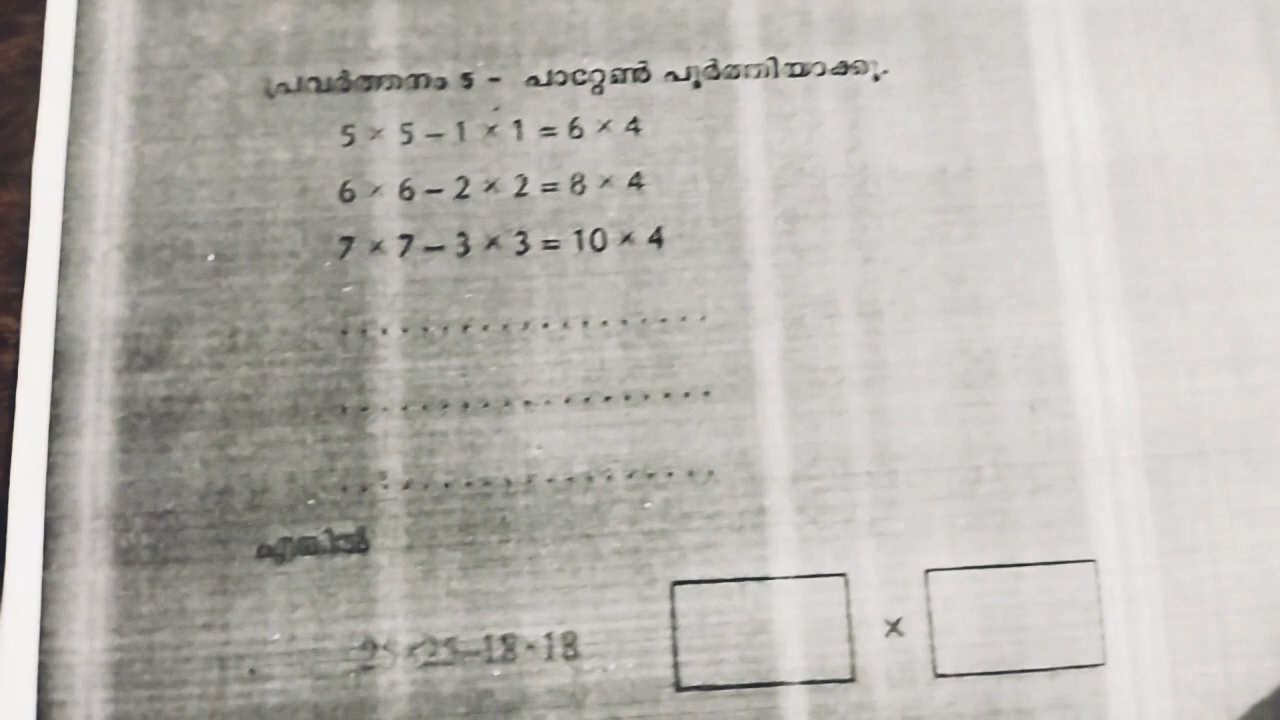 പ്രവർത്തനം 5 - പാറ്റേൺ പൂർത്തിയാക്കൂ.
5 × 5 – 1 × 1 = 6 × 4
6 × 6 – 2 × 2 = 8 × 4
7 × 7 – 3 × 3 = 10 × 4
....................
....................
....................
എങ്കിൽ
25 × 25 – 18 × 18 ×